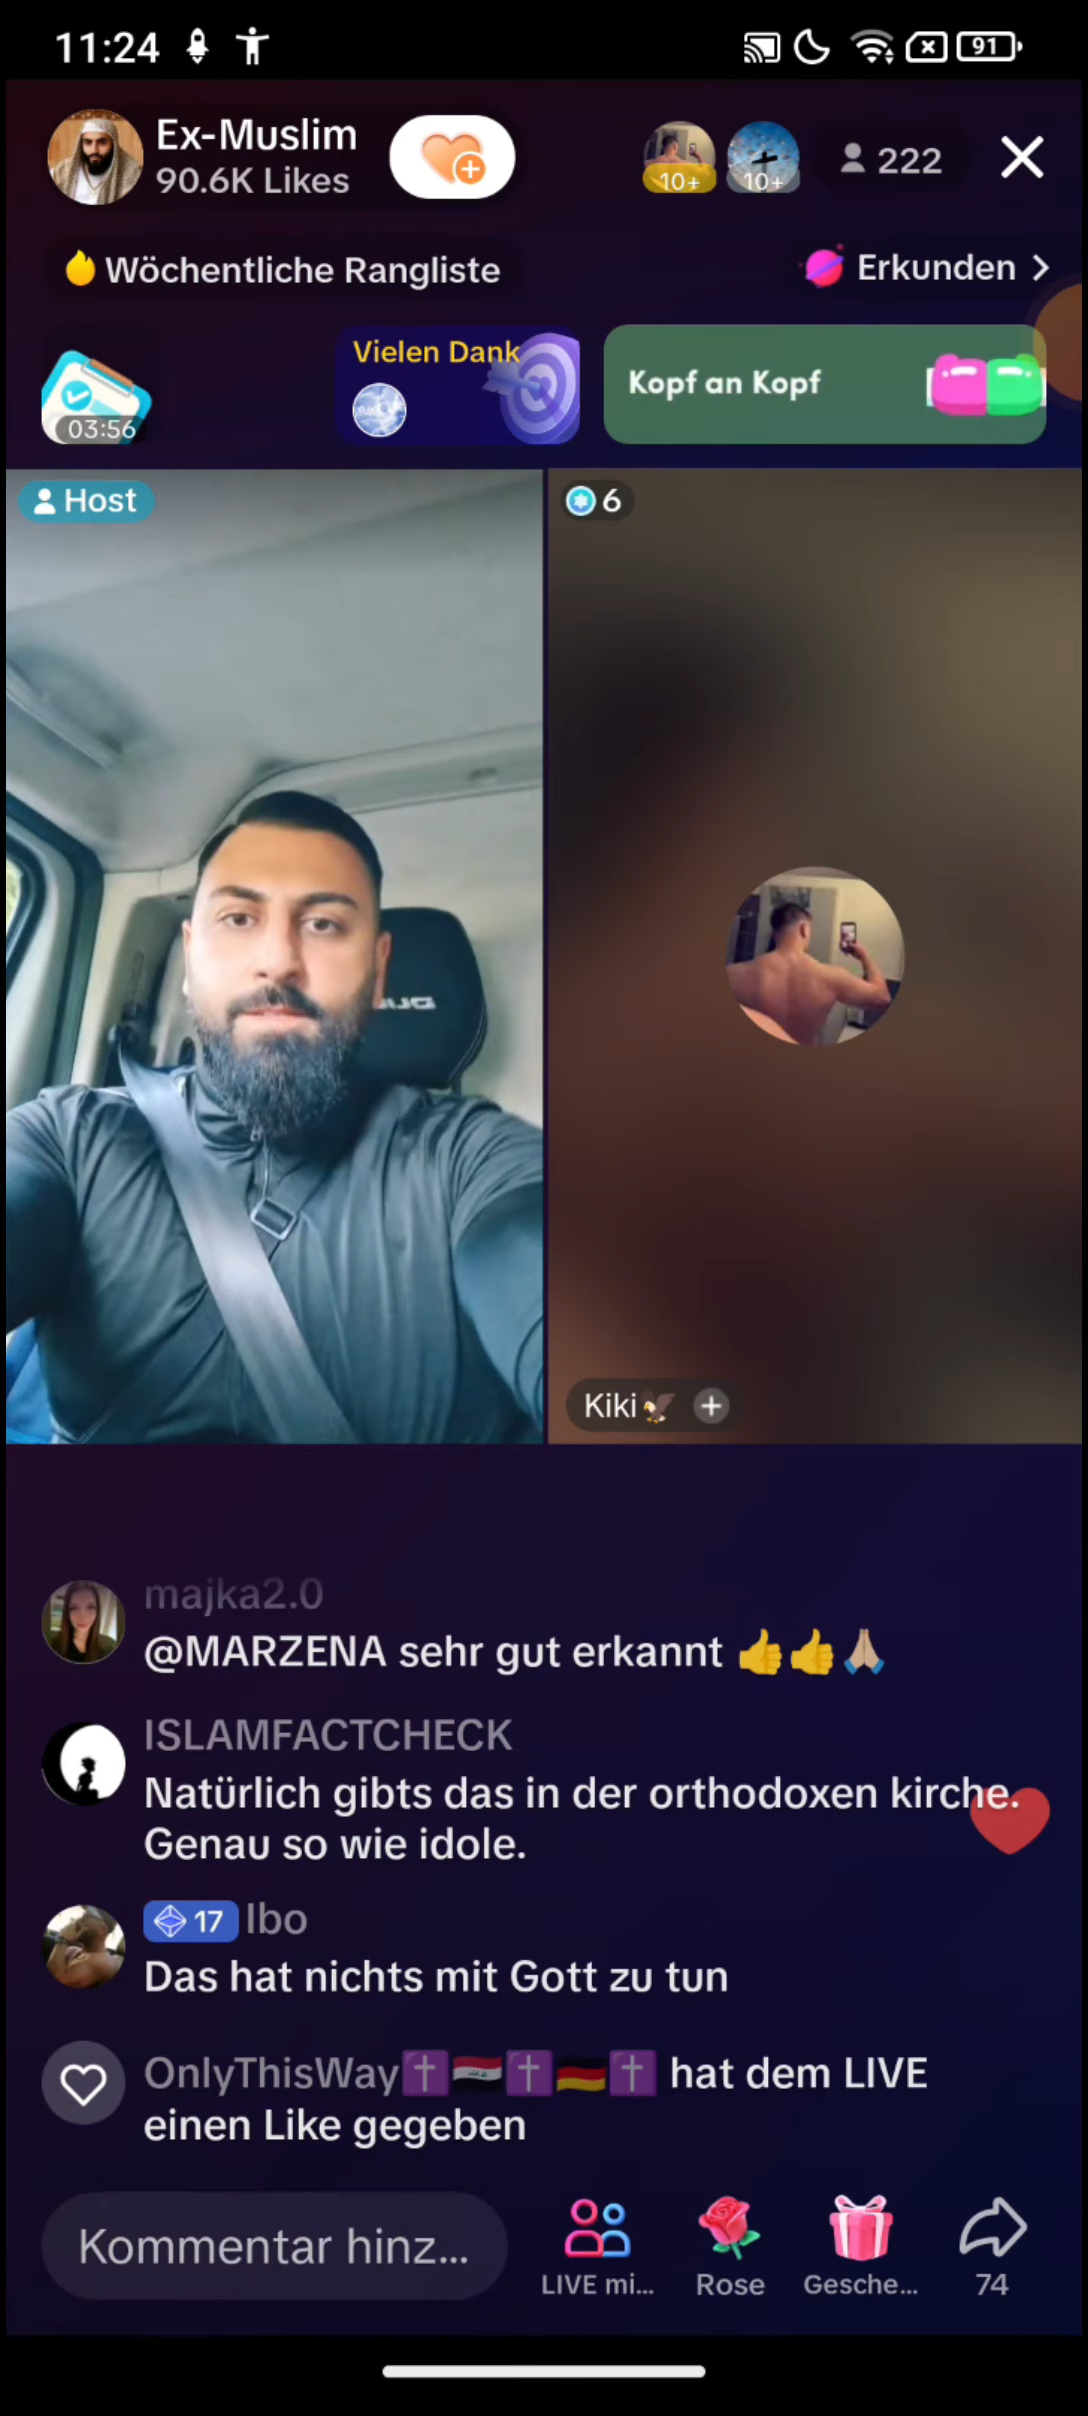 11:24
91
Ex-Muslim
90.6K Likes
10+
10+
222
Wöchentliche Rangliste
Erkunden >
03:56
Vielen Dank
Kopf an Kopf
Host
6
Kiki🦅
majka2.0
@MARZENA sehr gut erkannt 👍👍🙏🏼
ISLAMFACTCHECK
Natürlich gibts das in der orthodoxen kirche.
Genau so wie idole.
17 Ibo
Das hat nichts mit Gott zu tun
OnlyThisWay✝️🇮🇶✝️🇩🇪✝️ hat dem LIVE
einen Like gegeben
Kommentar hinz...
LIVE mi...
Rose
Gesche...
74